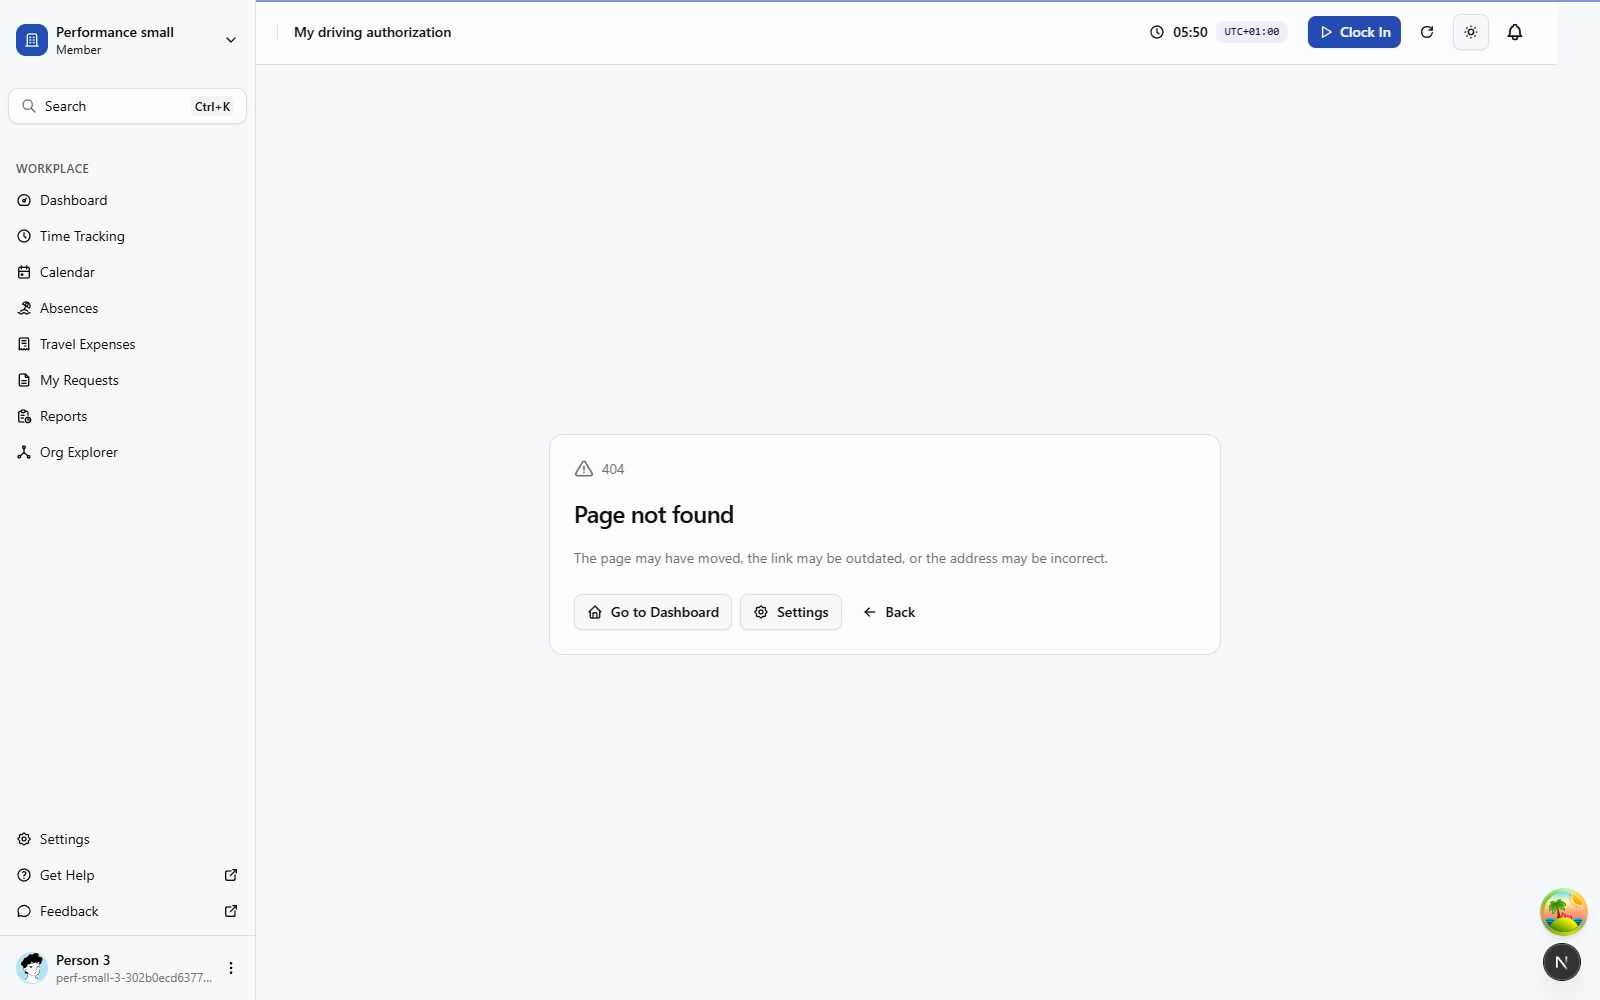 Performance small
Member
Search
Ctrl+K
WORKPLACE
Dashboard
Time Tracking
Calendar
Absences
Travel Expenses
My Requests
Reports
Org Explorer
Settings
Get Help
Feedback
Person 3
perf-small-3-302b0ecd6377...
My driving authorization
05:50
UTC+01:00
Clock In
404
Page not found
The page may have moved, the link may be outdated, or the address may be incorrect.
Go to Dashboard
Settings
Back
N